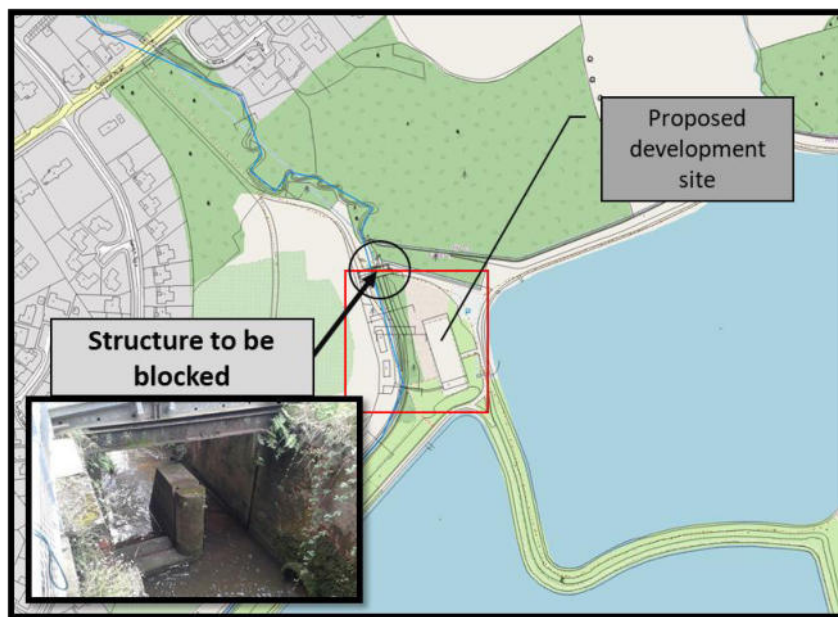 Proposed
development
site
Structure to be
blocked
P